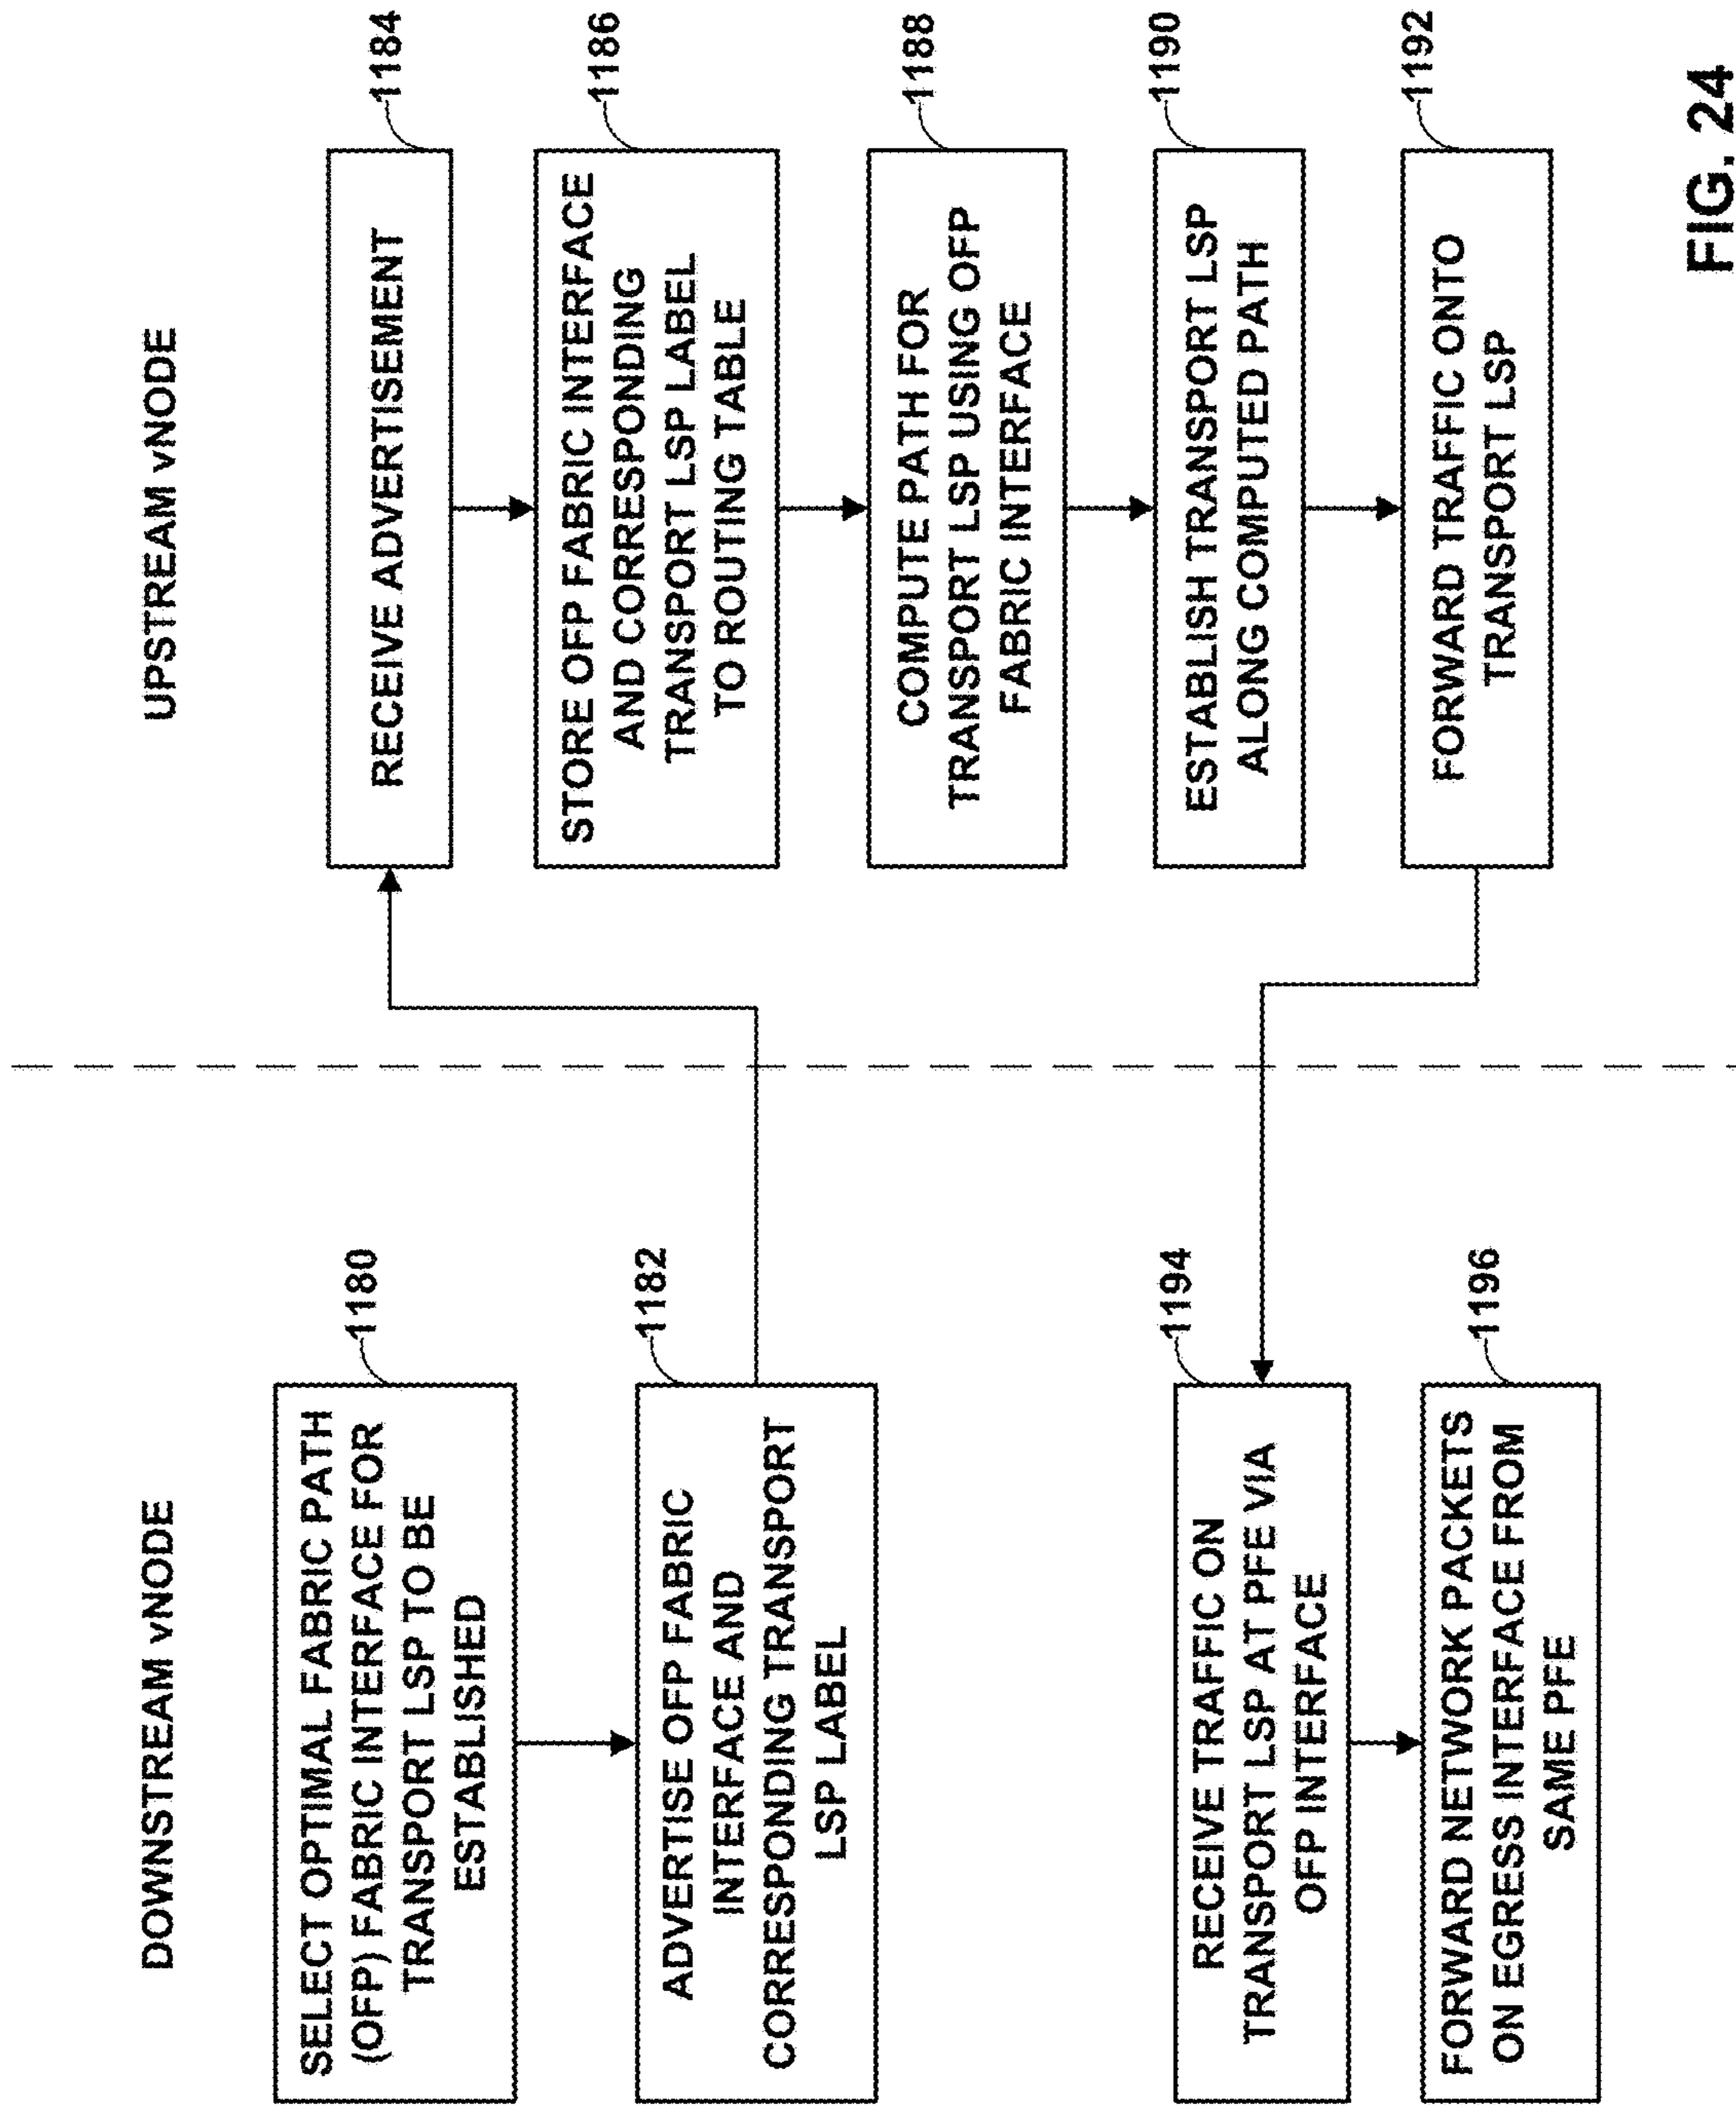 DOWNSTREAM vNODE
SELECT OPTIMAL FABRIC PATH
(OFP) FABRIC INTERFACE FOR
TRANSPORT LSP TO BE
ESTABLISHED
1180
ADVERTISE OFP FABRIC
INTERFACE AND
CORRESPONDING TRANSPORT
LSP LABEL
1182
UPSTREAM vNODE
RECEIVE ADVERTISEMENT
1184
STORE OFP FABRIC INTERFACE
AND CORRESPONDING
TRANSPORT LSP LABEL
TO ROUTING TABLE
1186
COMPUTE PATH FOR
TRANSPORT LSP USING OFP
FABRIC INTERFACE
1188
ESTABLISH TRANSPORT LSP
ALONG COMPUTED PATH
1190
FORWARD TRAFFIC ONTO
TRANSPORT LSP
1192
RECEIVE TRAFFIC ON
TRANSPORT LSP AT PFE VIA
OFP INTERFACE
1194
FORWARD NETWORK PACKETS
ON EGRESS INTERFACE FROM
SAME PFE
1196
FIG. 24